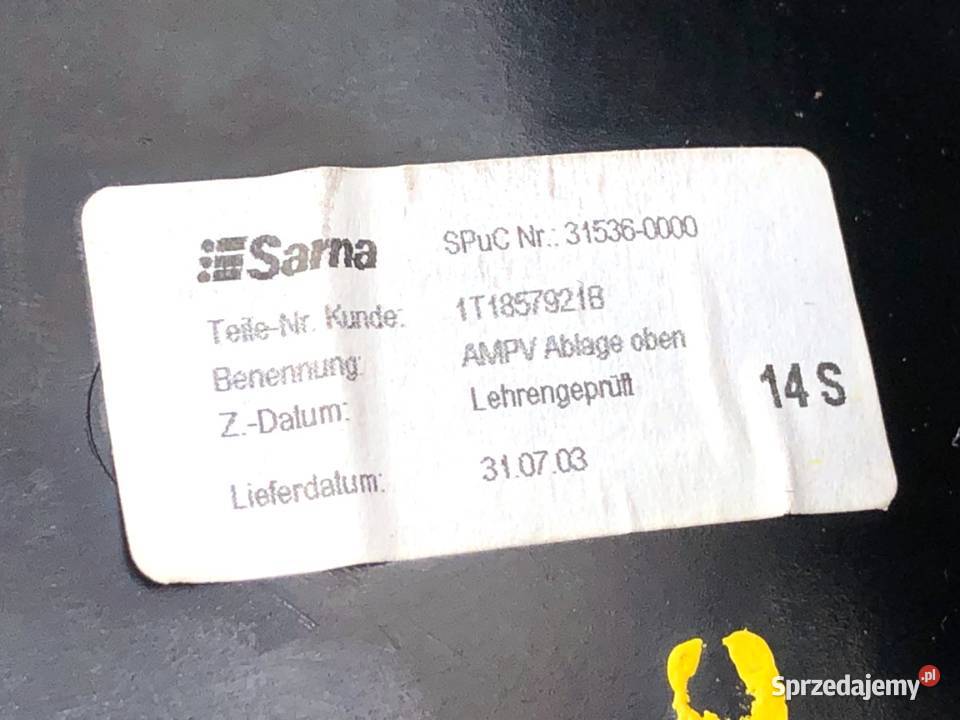 Sarna
SPuC Nr.: 31536-0000
Teile-Nr. Kunde: 1T1857921B
Benennung: AMPV Ablage oben
Z.-Datum: Lehrengeprüft
14 S
Lieferdatum: 31.07.03
Sprzedajemy.pl